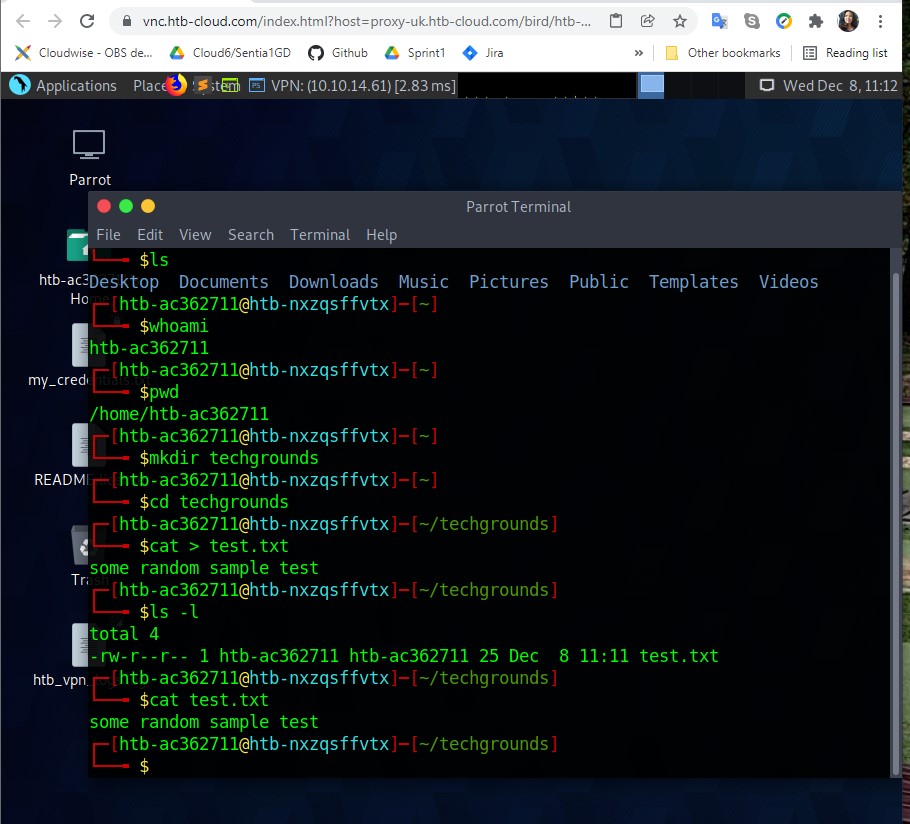 vnc.htb-cloud.com/index.html?host=proxy-uk.htb-cloud.com/bird/htb-...
Cloudwise - OBS de...
Cloud6/Sentia1GD
Github
Sprint1
Jira
»
Other bookmarks
Reading list
Applications
Place
System
VPN: (10.10.14.61) [2.83 ms]
Wed Dec 8, 11:12
Parrot
Parrot Terminal
File Edit View Search Terminal Help
$ls
Desktop Documents Downloads Music Pictures Public Templates Videos
[htb-ac362711@htb-nxzqsffvtx]─[~]
$whoami
htb-ac362711
[htb-ac362711@htb-nxzqsffvtx]─[~]
$pwd
/home/htb-ac362711
[htb-ac362711@htb-nxzqsffvtx]─[~]
$mkdir techgrounds
[htb-ac362711@htb-nxzqsffvtx]─[~]
$cd techgrounds
[htb-ac362711@htb-nxzqsffvtx]─[~/techgrounds]
$cat > test.txt
some random sample test
[htb-ac362711@htb-nxzqsffvtx]─[~/techgrounds]
$ls -l
total 4
-rw-r--r-- 1 htb-ac362711 htb-ac362711 25 Dec  8 11:11 test.txt
[htb-ac362711@htb-nxzqsffvtx]─[~/techgrounds]
$cat test.txt
some random sample test
[htb-ac362711@htb-nxzqsffvtx]─[~/techgrounds]
$
htb-ac3
Ho
my_crede
README
Trash
htb_vpn_